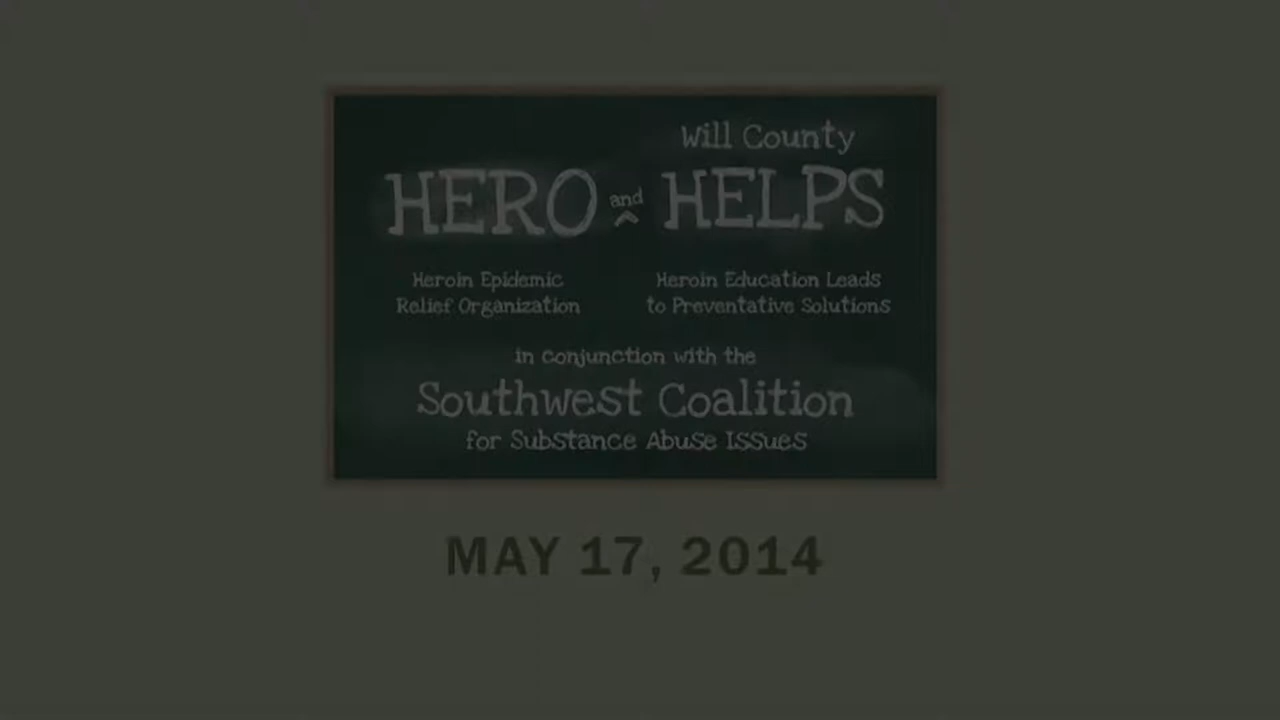 Will County
HERO and HELPS
Heroin Epidemic
Relief Organization
Heroin Education Leads
to Preventative Solutions
in conjunction with the
Southwest Coalition
for Substance Abuse Issues
MAY 17, 2014